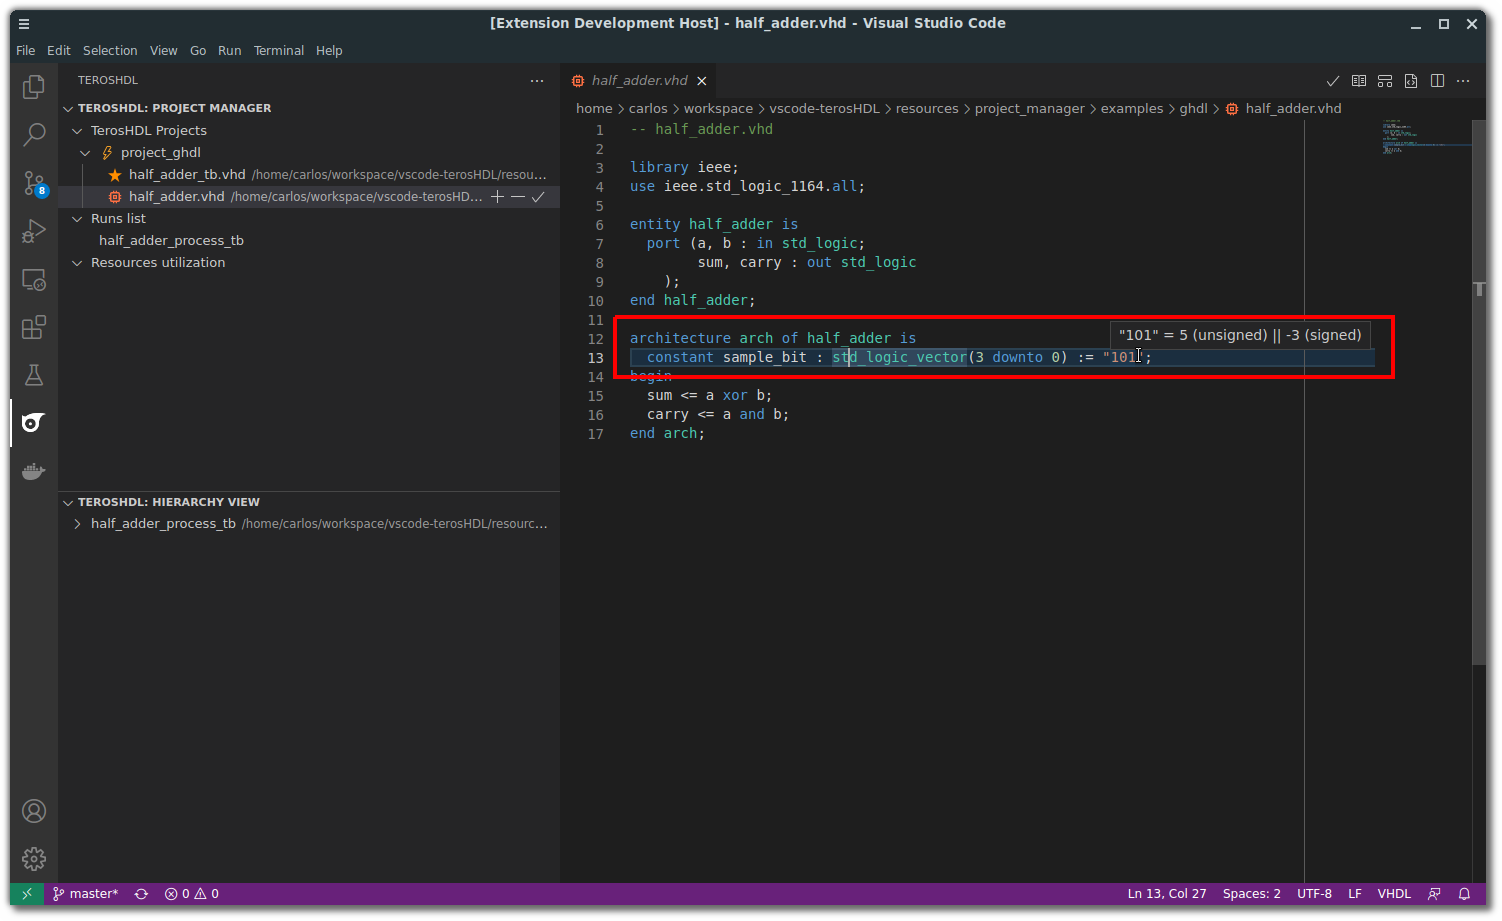 [Extension Development Host] - half_adder.vhd - Visual Studio Code
File Edit Selection View Go Run Terminal Help
TEROSHDL
TEROSHDL: PROJECT MANAGER
TerosHDL Projects
project_ghdl
half_adder_tb.vhd /home/carlos/workspace/vscode-terosHDL/resou...
half_adder.vhd /home/carlos/workspace/vscode-terosHD...
Runs list
half_adder_process_tb
Resources utilization
8
TEROSHDL: HIERARCHY VIEW
half_adder_process_tb /home/carlos/workspace/vscode-terosHDL/resourc...
half_adder.vhd
home > carlos > workspace > vscode-terosHDL > resources > project_manager > examples > ghdl > half_adder.vhd
1 -- half_adder.vhd
2
3 library ieee;
4 use ieee.std_logic_1164.all;
5
6 entity half_adder is
7 port (a, b : in std_logic;
8 sum, carry : out std_logic
9 );
10 end half_adder;
11
12 architecture arch of half_adder is
"101" = 5 (unsigned) || -3 (signed)
13 constant sample_bit : std_logic_vector(3 downto 0) := "101";
14 begin
15 sum <= a xor b;
16 carry <= a and b;
17 end arch;
master* 0 0 Ln 13, Col 27 Spaces: 2 UTF-8 LF VHDL